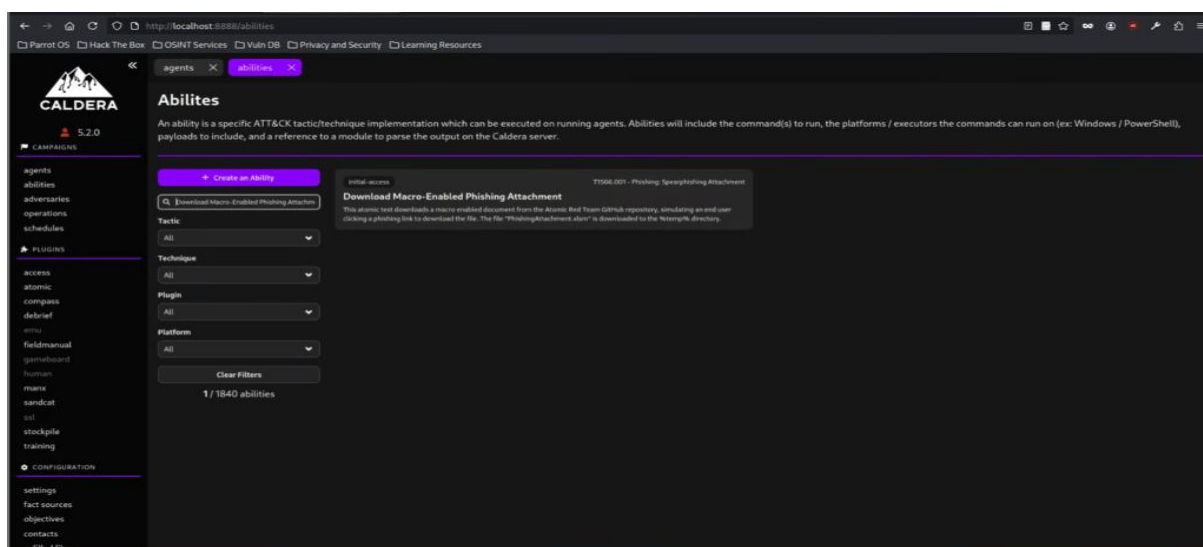 http://localhost:8888/abilities
Parrot OS Hack The Box OSINT Services Vuln DB Privacy and Security Learning Resources
CALDERA
5.2.0
CAMPAIGNS
agents
abilities
adversaries
operations
schedules
PLUGINS
access
atomic
compass
debrief
emu
fieldmanual
gameboard
human
manx
sandcat
ssl
stockpile
training
CONFIGURATION
settings
fact sources
objectives
contacts
agents abilities
Abilites
An ability is a specific ATT&CK tactic/technique implementation which can be executed on running agents. Abilities will include the command(s) to run, the platforms / executors the commands can run on (ex: Windows / PowerShell),
payloads to include, and a reference to a module to parse the output on the Caldera server.
+ Create an Ability
Download Macro-Enabled Phishing Attachm
Tactic
All
Technique
All
Plugin
All
Platform
All
Clear Filters
1 / 1840 abilities
initial-access T1566.001 - Phishing: Spearphishing Attachment
Download Macro-Enabled Phishing Attachment
This atomic test downloads a macro enabled document from the Atomic Red Team GitHub repository, simulating an end user
clicking a phishing link to download the file. The file "PhishingAttachment.xlsm" is downloaded to the %temp% directory.